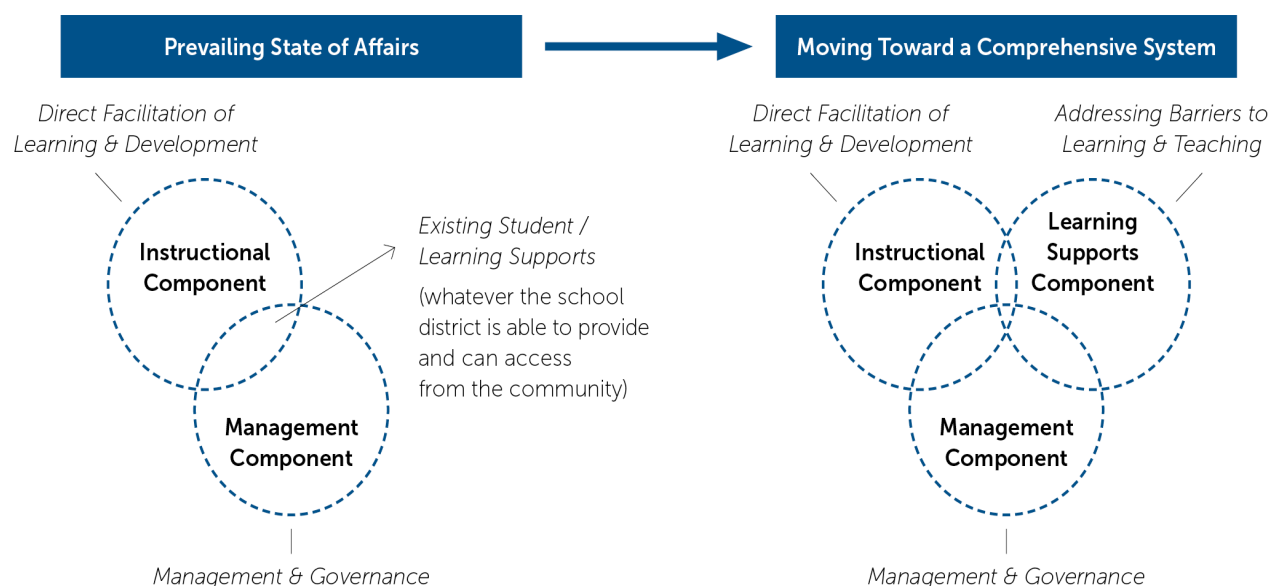 Prevailing State of Affairs
Direct Facilitation of
Learning & Development
Instructional
Component
Existing Student /
Learning Supports
(whatever the school
district is able to provide
and can access
from the community)
Management
Component
Management & Governance
Moving Toward a Comprehensive System
Direct Facilitation of
Learning & Development
Addressing Barriers to
Learning & Teaching
Instructional
Component
Learning
Supports
Component
Management
Component
Management & Governance